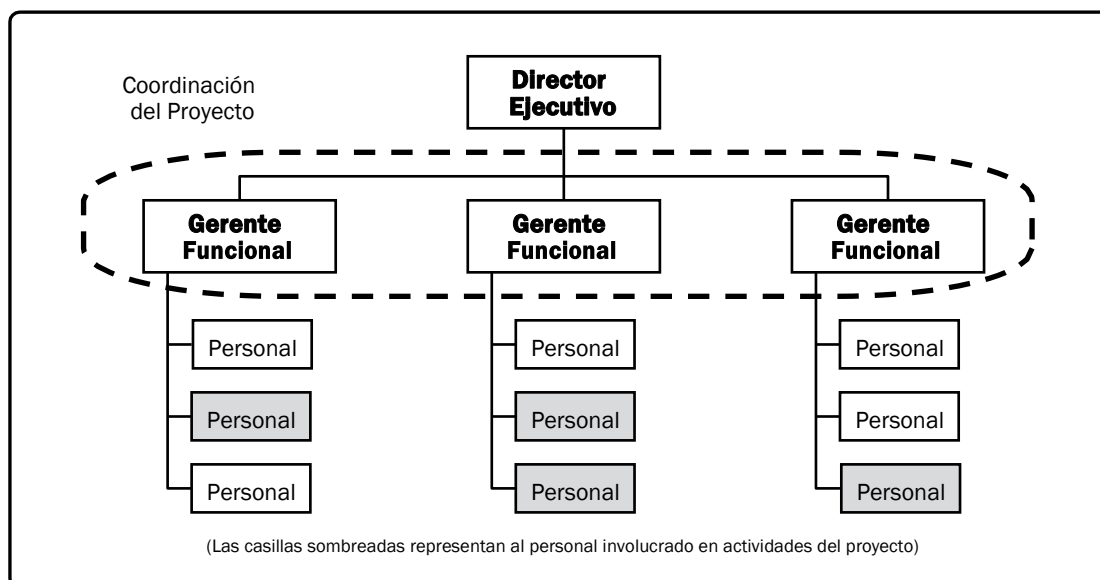 Coordinación
del Proyecto
Director
Ejecutivo
Gerente
Funcional
Gerente
Funcional
Gerente
Funcional
Personal
Personal
Personal
Personal
Personal
Personal
Personal
Personal
Personal
(Las casillas sombreadas representan al personal involucrado en actividades del proyecto)